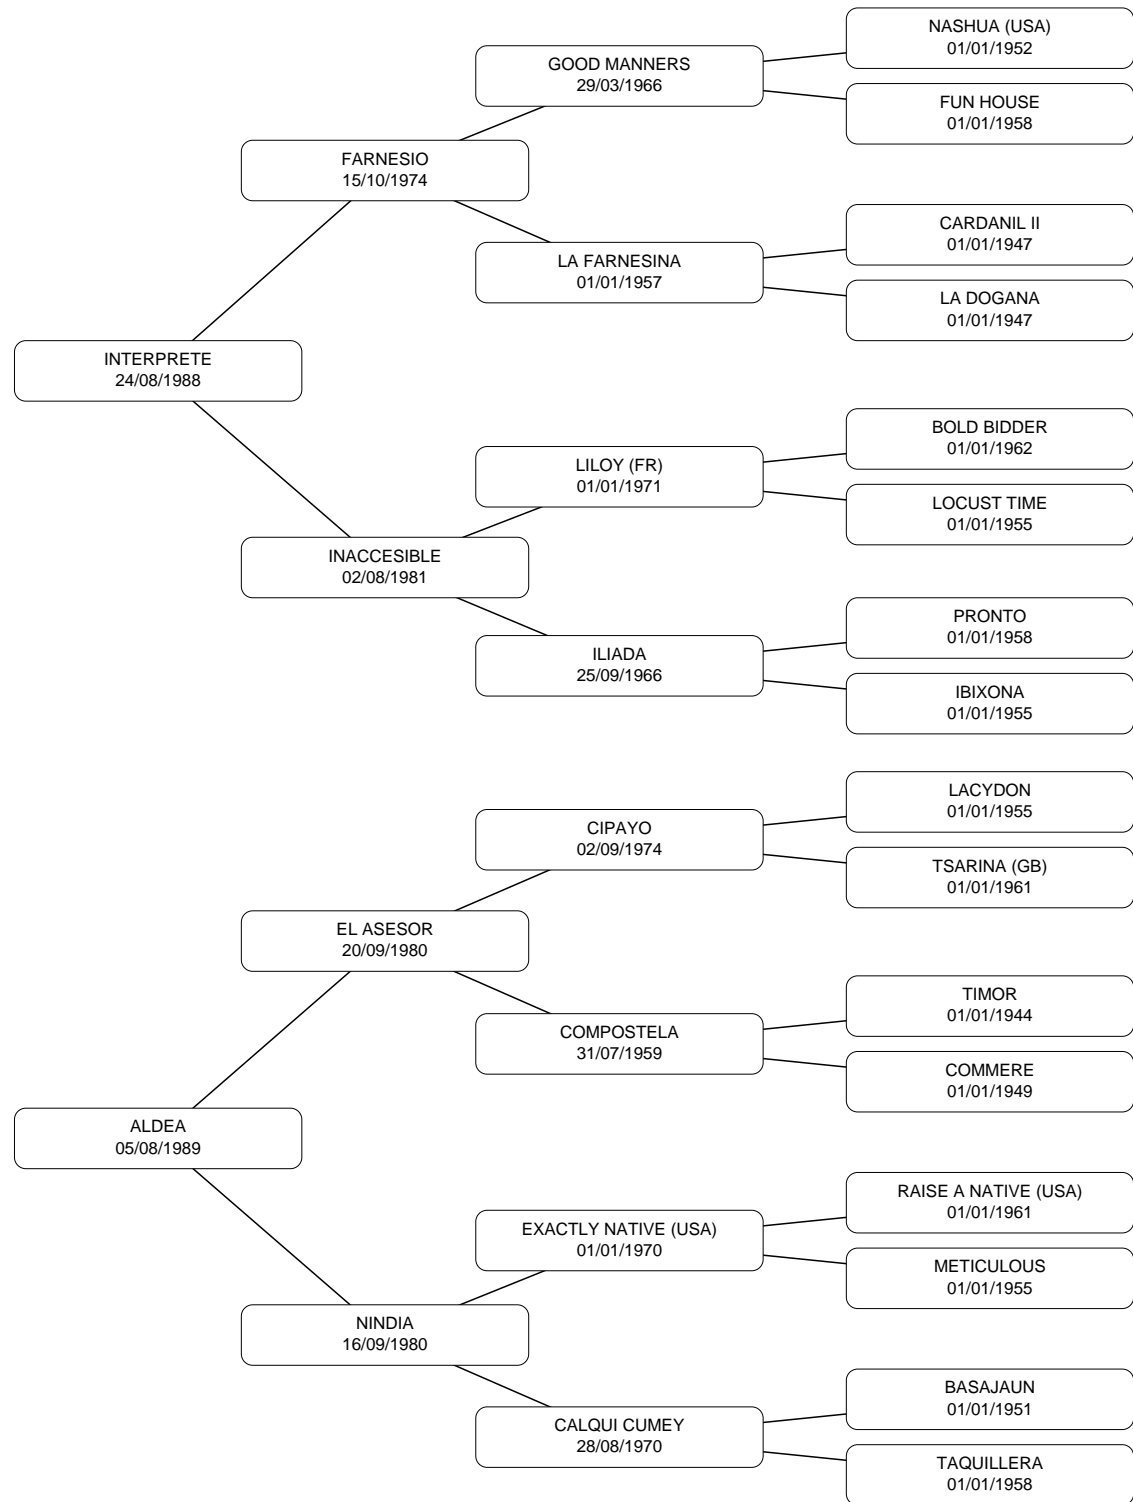 NASHUA (USA)
01/01/1952
GOOD MANNERS
29/03/1966
FUN HOUSE
01/01/1958
FARNESIO
15/10/1974
CARDANIL II
01/01/1947
LA FARNESINA
01/01/1957
LA DOGANA
01/01/1947
INTERPRETE
24/08/1988
BOLD BIDDER
01/01/1962
LILOY (FR)
01/01/1971
LOCUST TIME
01/01/1955
INACCESIBLE
02/08/1981
PRONTO
01/01/1958
ILIADA
25/09/1966
IBIXONA
01/01/1955
LACYDON
01/01/1955
CIPAYO
02/09/1974
TSARINA (GB)
01/01/1961
EL ASESOR
20/09/1980
TIMOR
01/01/1944
COMPOSTELA
31/07/1959
COMMERE
01/01/1949
ALDEA
05/08/1989
RAISE A NATIVE (USA)
01/01/1961
EXACTLY NATIVE (USA)
01/01/1970
METICULOUS
01/01/1955
NINDIA
16/09/1980
BASAJAUN
01/01/1951
CALQUI CUMEY
28/08/1970
TAQUILLERA
01/01/1958